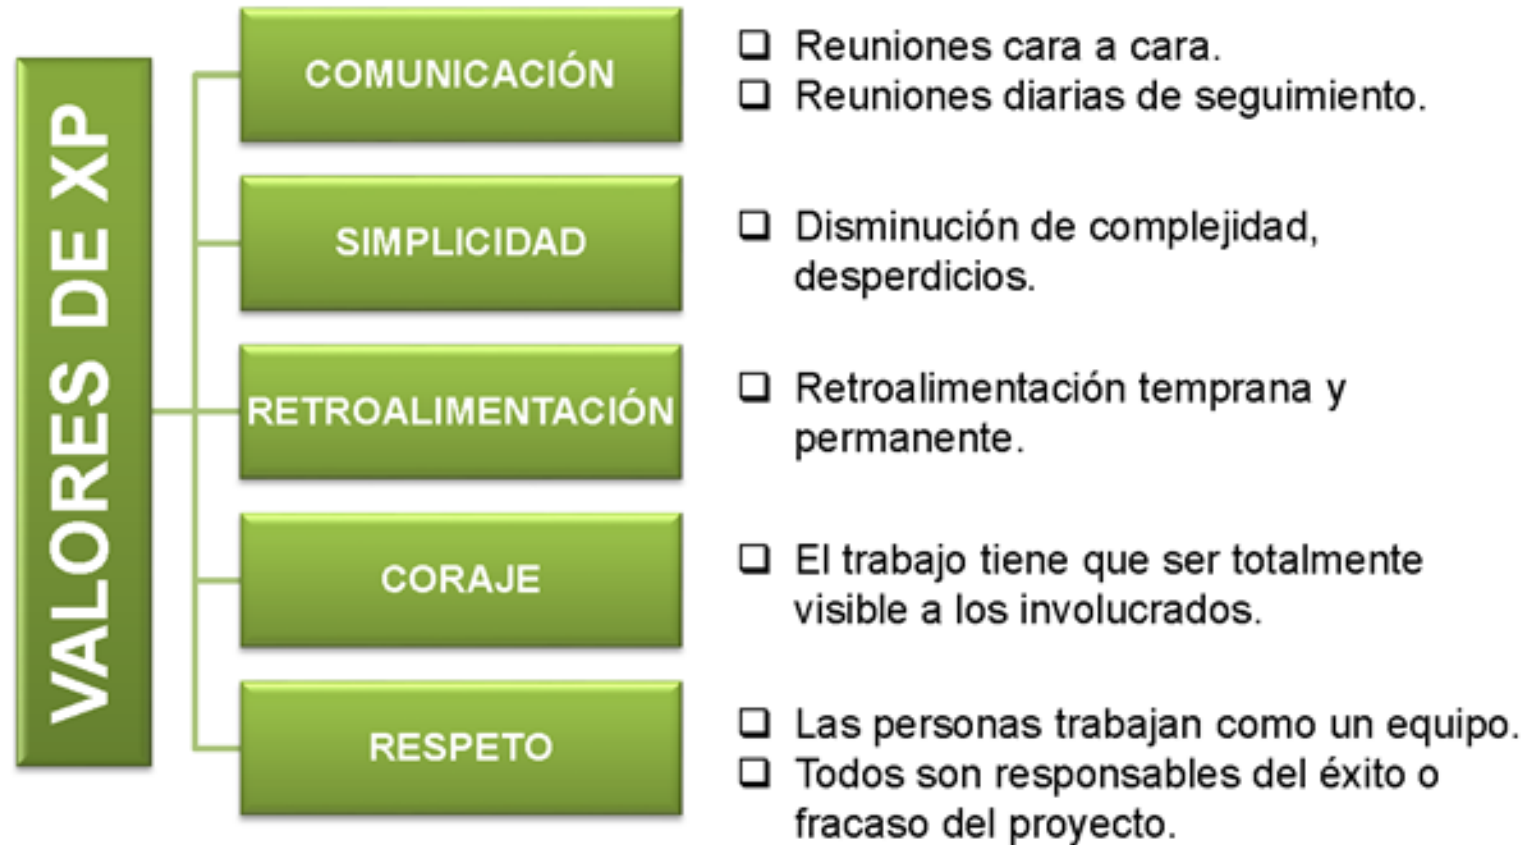 VALORES DE XP
COMUNICACIÓN
Reuniones cara a cara.
Reuniones diarias de seguimiento.
SIMPLICIDAD
Disminución de complejidad,
desperdicios.
RETROALIMENTACIÓN
Retroalimentación temprana y
permanente.
CORAJE
El trabajo tiene que ser totalmente
visible a los involucrados.
RESPETO
Las personas trabajan como un equipo.
Todos son responsables del éxito o
fracaso del proyecto.